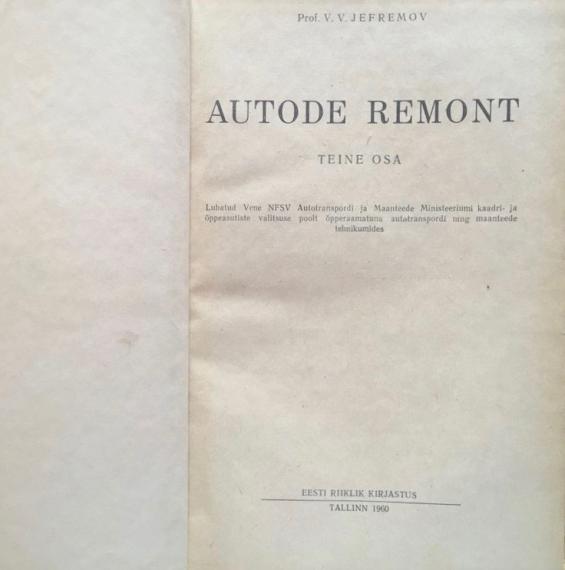 Prof. V. V. JEFREMOV
AUTODE REMONT
TEINE OSA
Lubatud Vene NFSV Autotranspordi ja Maanteede Ministeeriumi kaadri- ja
õppeasutiste valitsuse poolt õpperaamatuna autotranspordi ning maanteede
tehnikumides
EESTI RIIKLIK KIRJASTUS
TALLINN 1960